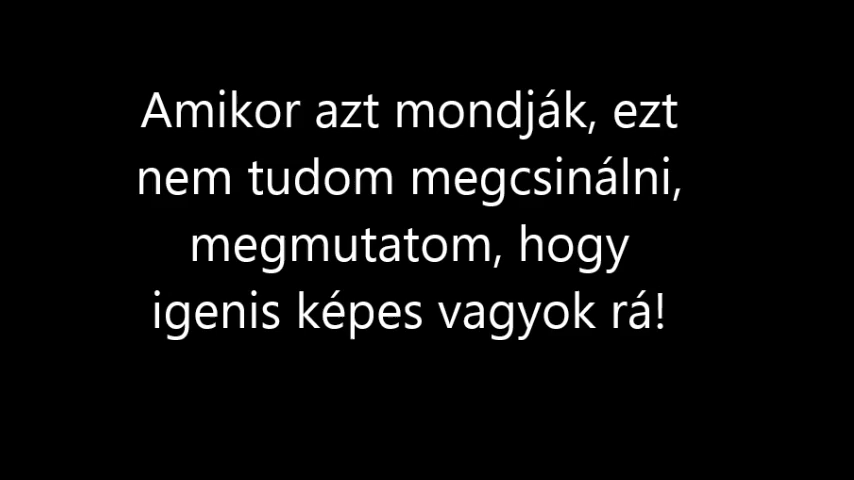 Amikor azt mondják, ezt
nem tudom megcsinálni,
megmutatom, hogy
igenis képes vagyok rá!